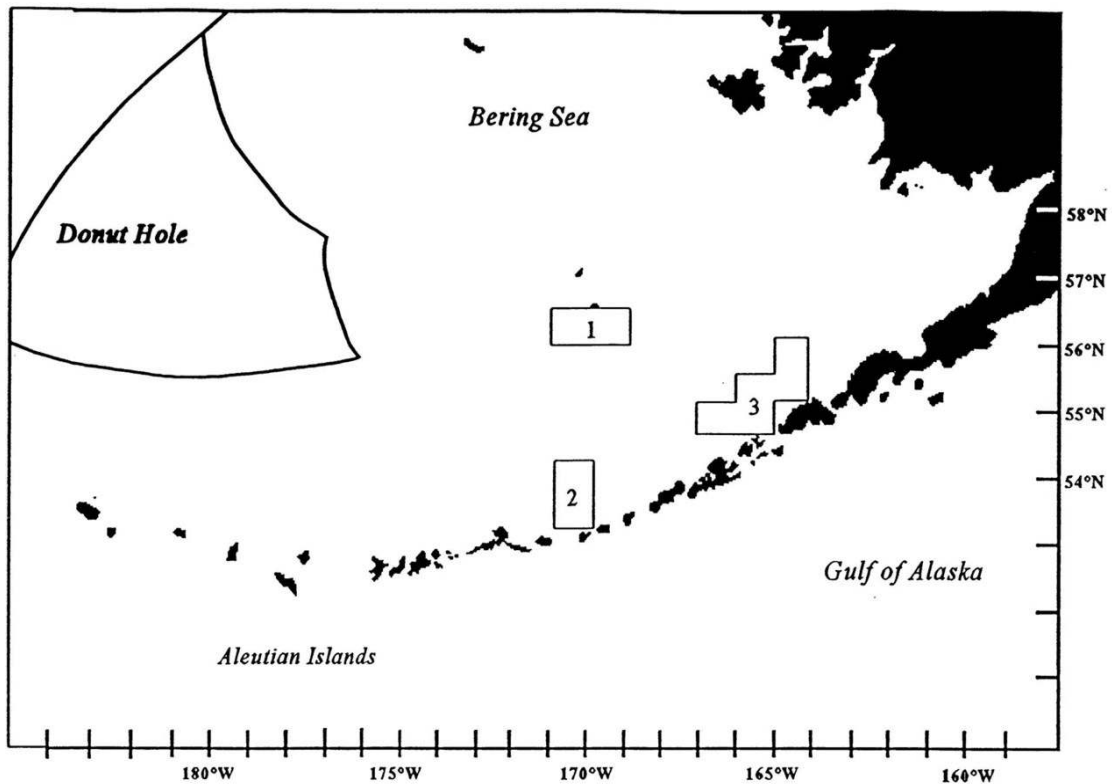 Bering Sea
Donut Hole
58°N
57°N
1
56°N
3
55°N
2
54°N
Gulf of Alaska
Aleutian Islands
180°W
175°W
170°W
165°W
160°W